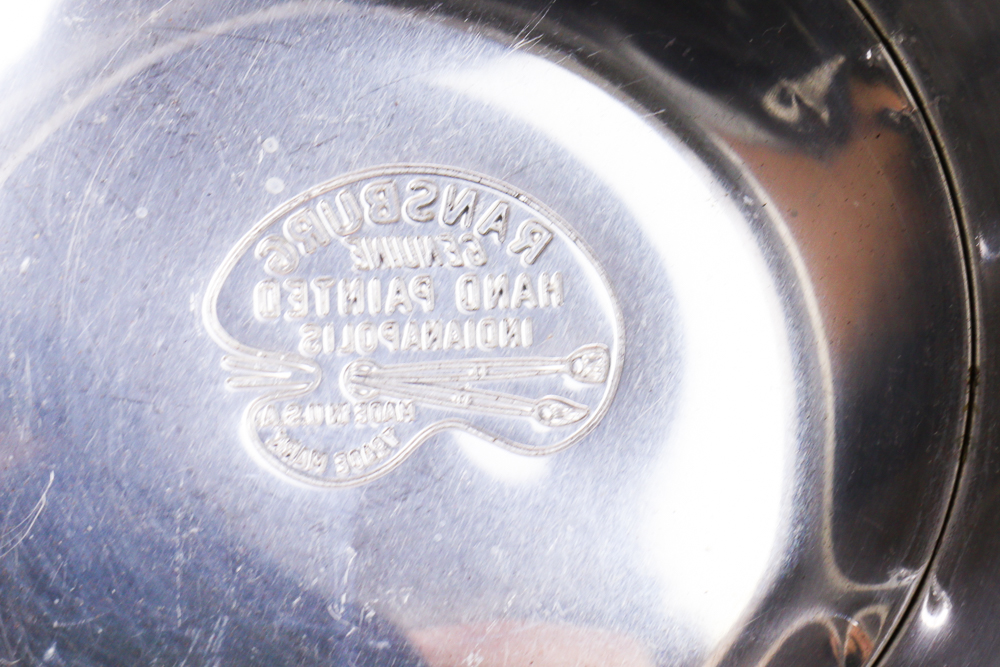 RANSBURG
GENUINE
HAND PAINTED
INDIANAPOLIS
MADE IN U.S.A.
TRADE MARK